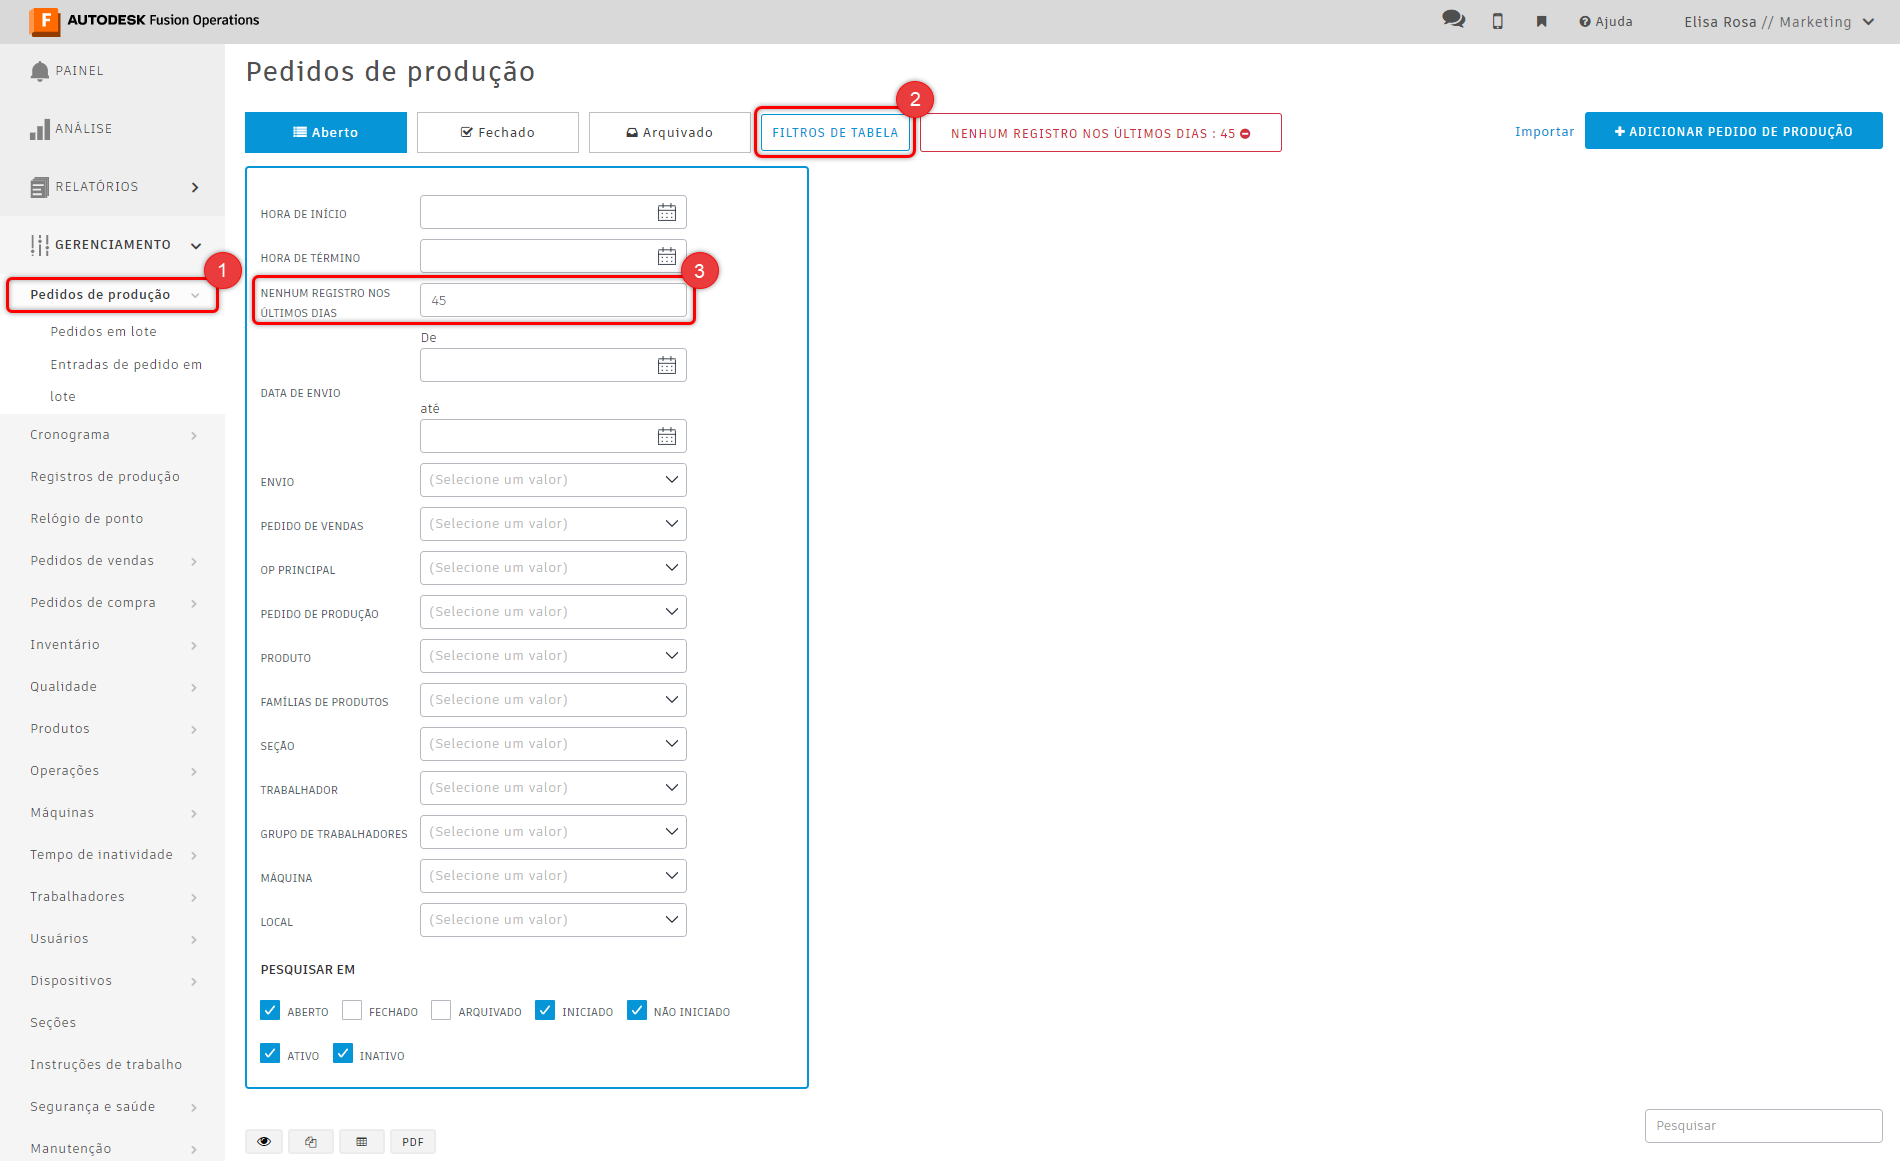 AUTODESK Fusion Operations
Ajuda
Elisa Rosa // Marketing
PAINEL
ANÁLISE
RELATÓRIOS
GERENCIAMENTO
1
Pedidos de produção
Pedidos em lote
Entradas de pedido em
lote
Cronograma
Registros de produção
Relógio de ponto
Pedidos de vendas
Pedidos de compra
Inventário
Qualidade
Produtos
Operações
Máquinas
Tempo de inatividade
Trabalhadores
Usuários
Dispositivos
Seções
Instruções de trabalho
Segurança e saúde
Manutenção
Pedidos de produção
Aberto
Fechado
Arquivado
FILTROS DE TABELA
2
NENHUM REGISTRO NOS ÚLTIMOS DIAS : 45
Importar
ADICIONAR PEDIDO DE PRODUÇÃO
HORA DE INÍCIO
HORA DE TÉRMINO
3
NENHUM REGISTRO NOS
ÚLTIMOS DIAS
45
De
DATA DE ENVIO
até
ENVIO (Selecione um valor)
PEDIDO DE VENDAS (Selecione um valor)
OP PRINCIPAL (Selecione um valor)
PEDIDO DE PRODUÇÃO (Selecione um valor)
PRODUTO (Selecione um valor)
FAMÍLIAS DE PRODUTOS (Selecione um valor)
SEÇÃO (Selecione um valor)
TRABALHADOR (Selecione um valor)
GRUPO DE TRABALHADORES (Selecione um valor)
MÁQUINA (Selecione um valor)
LOCAL (Selecione um valor)
PESQUISAR EM
ABERTO FECHADO ARQUIVADO INICIADO NÃO INICIADO
ATIVO INATIVO
PDF
Pesquisar